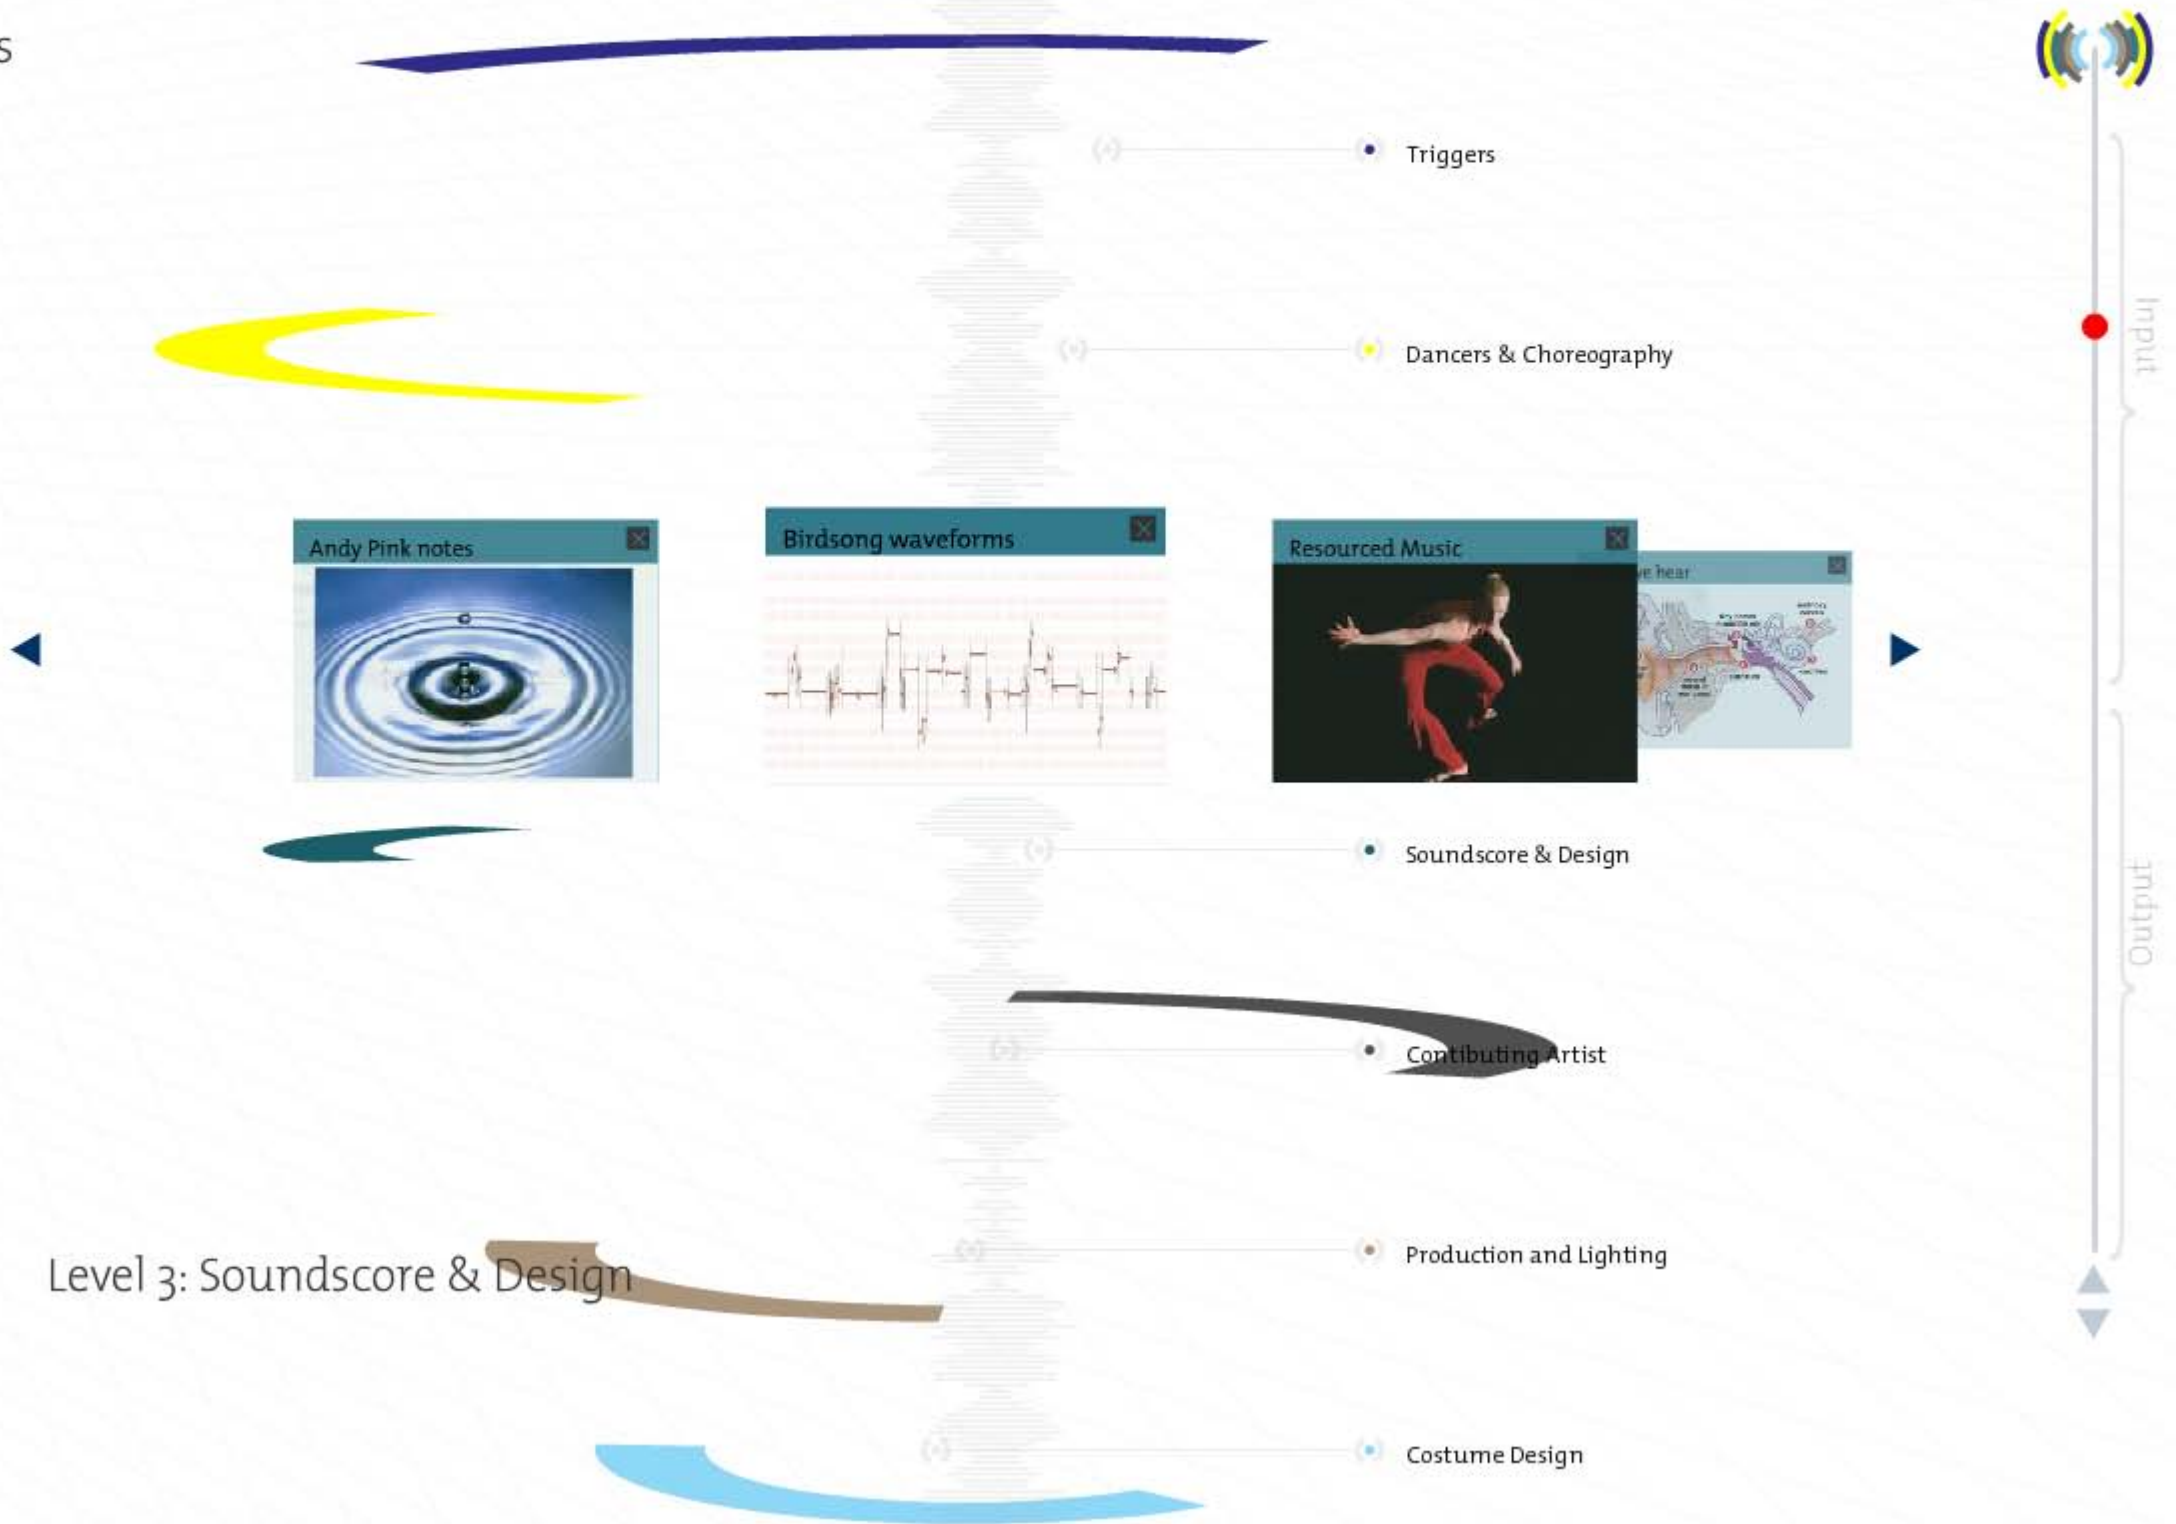 s
Triggers
Dancers & Choreography
Andy Pink notes
Birdsong waveforms
Resourced Music
ve hear
Soundscore & Design
Contibuting Artist
Level 3: Soundscore & Design
Production and Lighting
Costume Design
Input
Output